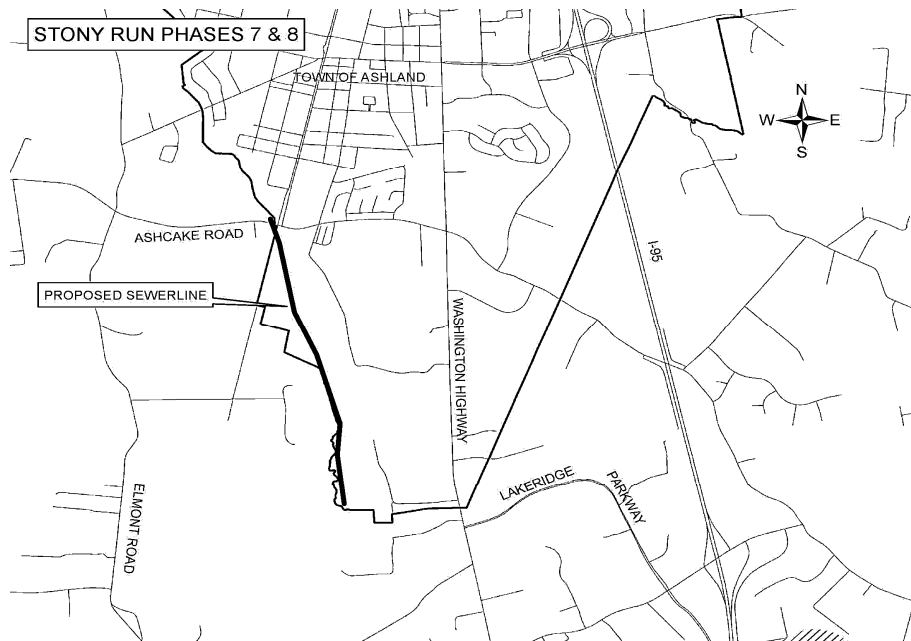 STONY RUN PHASES 7 & 8
TOWN OF ASHLAND
N
W E
S
ASHCAKE ROAD
I-95
PROPOSED SEWERLINE
WASHINGTON HIGHWAY
LAKERIDGE
PARKWAY
ELMONT ROAD